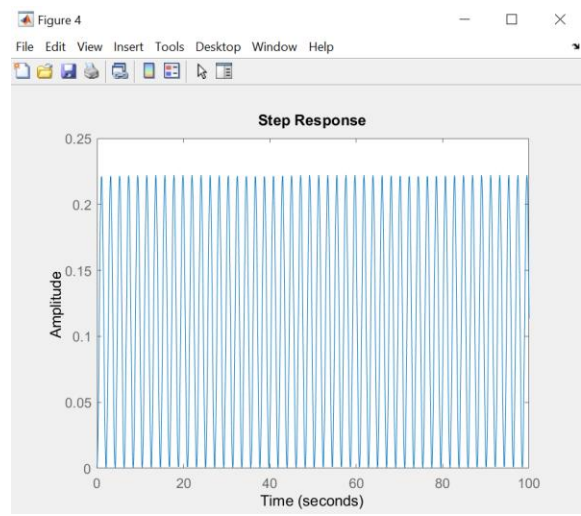 Figure 4
File Edit View Insert Tools Desktop Window Help
Step Response
0.25
0.2
0.15
0.1
0.05
0
Amplitude
0 20 40 60 80 100
Time (seconds)